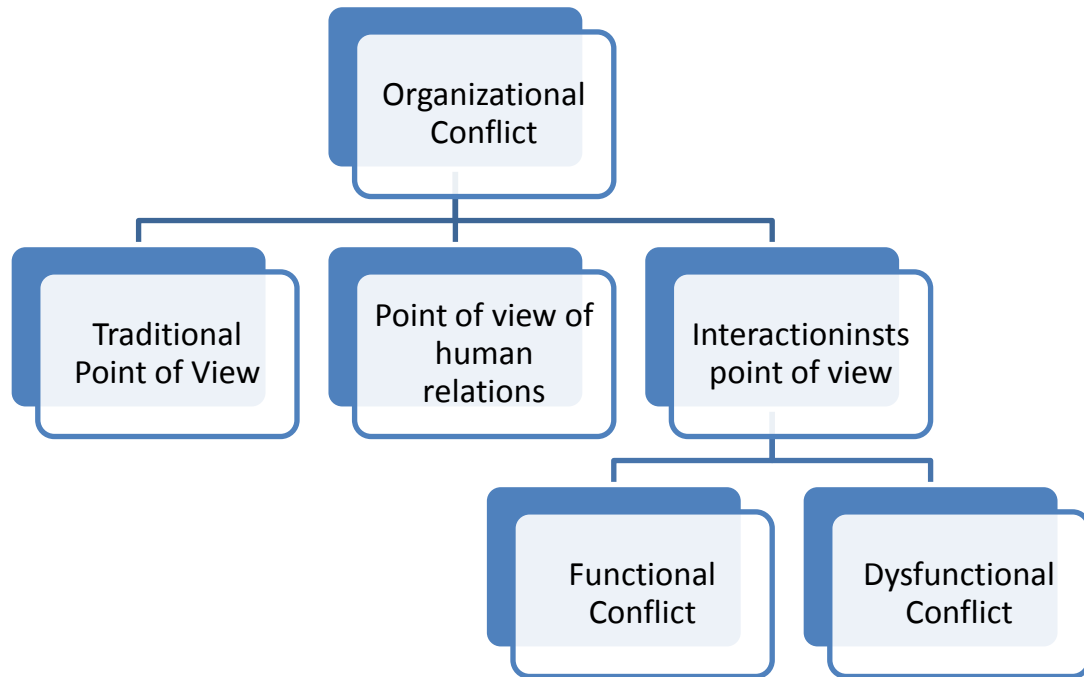 Organizational
Conflict
Traditional
Point of View
Point of view of
human
relations
Interactioninsts
point of view
Functional
Conflict
Dysfunctional
Conflict